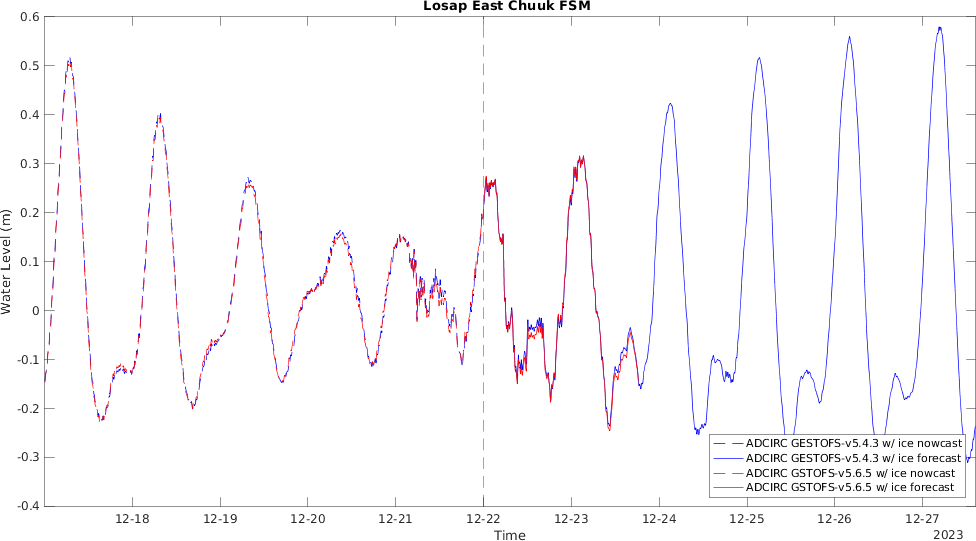 Losap East Chuuk FSM
0.6
0.5
0.4
0.3
0.2
0.1
0
-0.1
-0.2
-0.3
-0.4
Water Level (m)
ADCIRC GESTOFS-v5.4.3 w/ ice nowcast
ADCIRC GESTOFS-v5.4.3 w/ ice forecast
ADCIRC GSTOFS-v5.6.5 w/ ice nowcast
ADCIRC GSTOFS-v5.6.5 w/ ice forecast
12-18 12-19 12-20 12-21 12-22 12-23 12-24 12-25 12-26 12-27
Time
2023